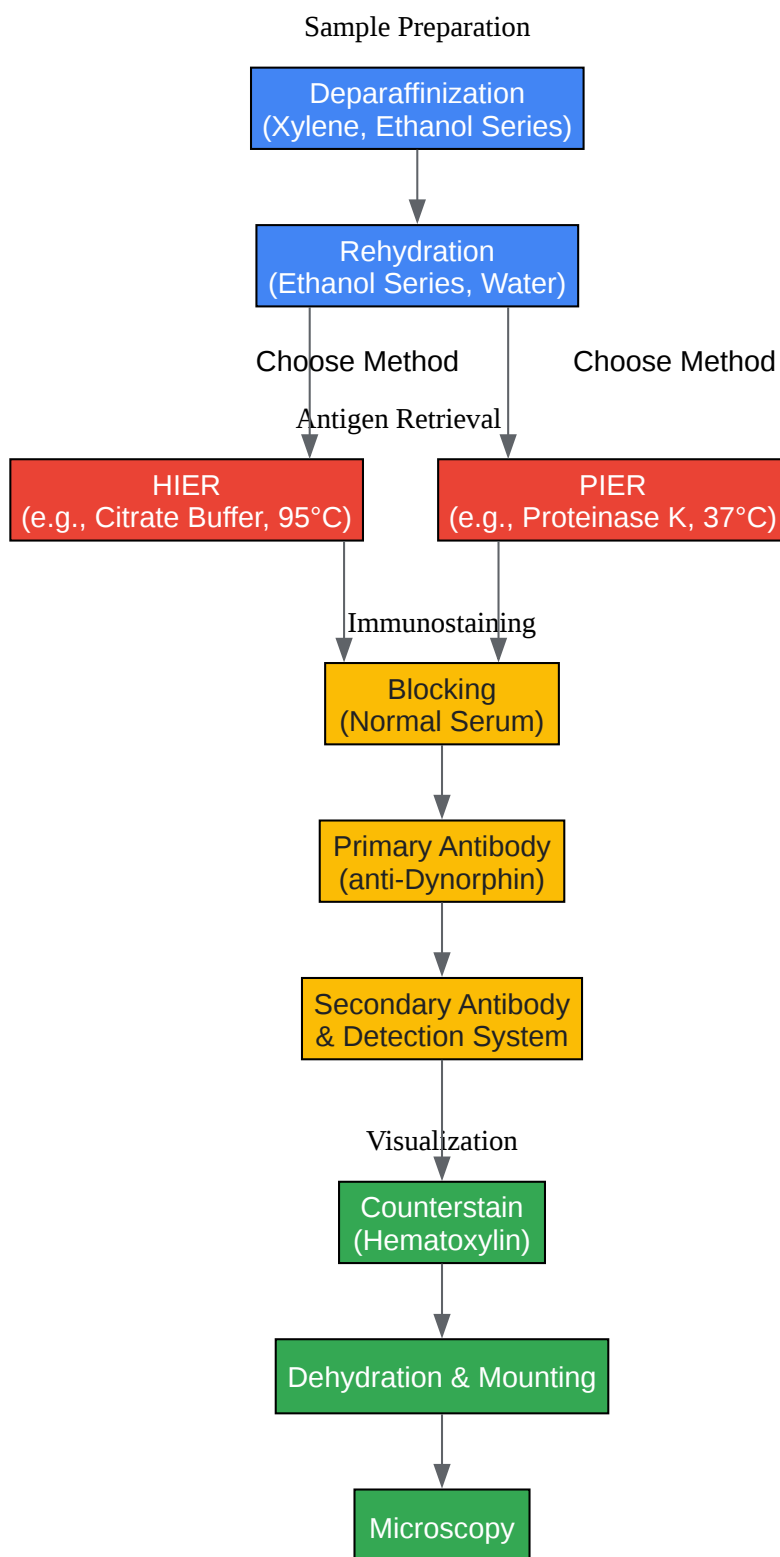 Sample Preparation
Deparaffinization
(Xylene, Ethanol Series)
Rehydration
(Ethanol Series, Water)
Choose Method
Choose Method
Antigen Retrieval
HIER
(e.g., Citrate Buffer, 95°C)
PIER
(e.g., Proteinase K, 37°C)
Immunostaining
Blocking
(Normal Serum)
Primary Antibody
(anti-Dynorphin)
Secondary Antibody
& Detection System
Visualization
Counterstain
(Hematoxylin)
Dehydration & Mounting
Microscopy